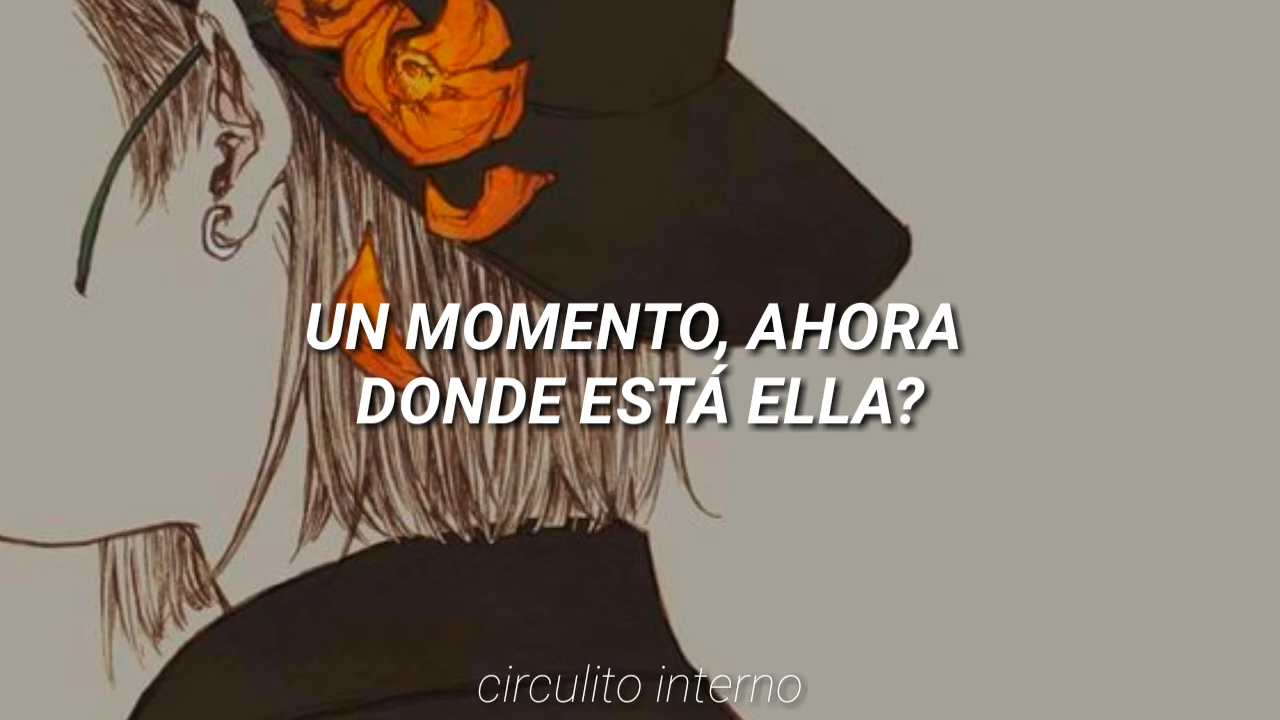 UN MOMENTO, AHORA
DONDE ESTÁ ELLA?
circulito interno